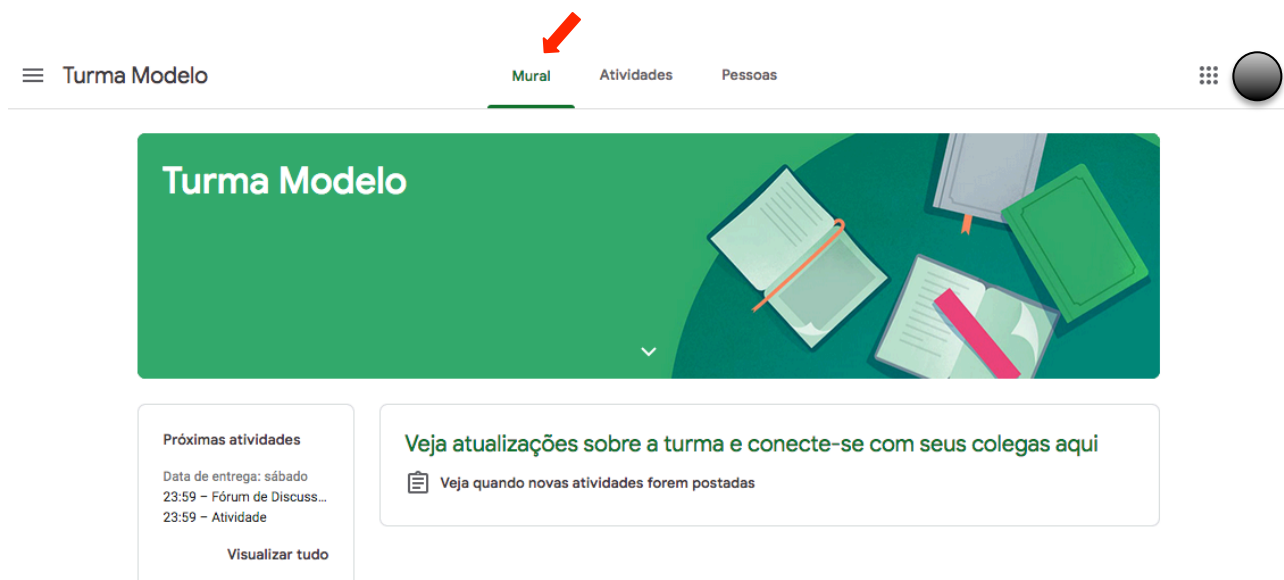 Turma Modelo
Mural
Atividades
Pessoas
Turma Modelo
Próximas atividades
Data de entrega: sábado
23:59 – Fórum de Discuss...
23:59 – Atividade
Visualizar tudo
Veja atualizações sobre a turma e conecte-se com seus colegas aqui
Veja quando novas atividades forem postadas